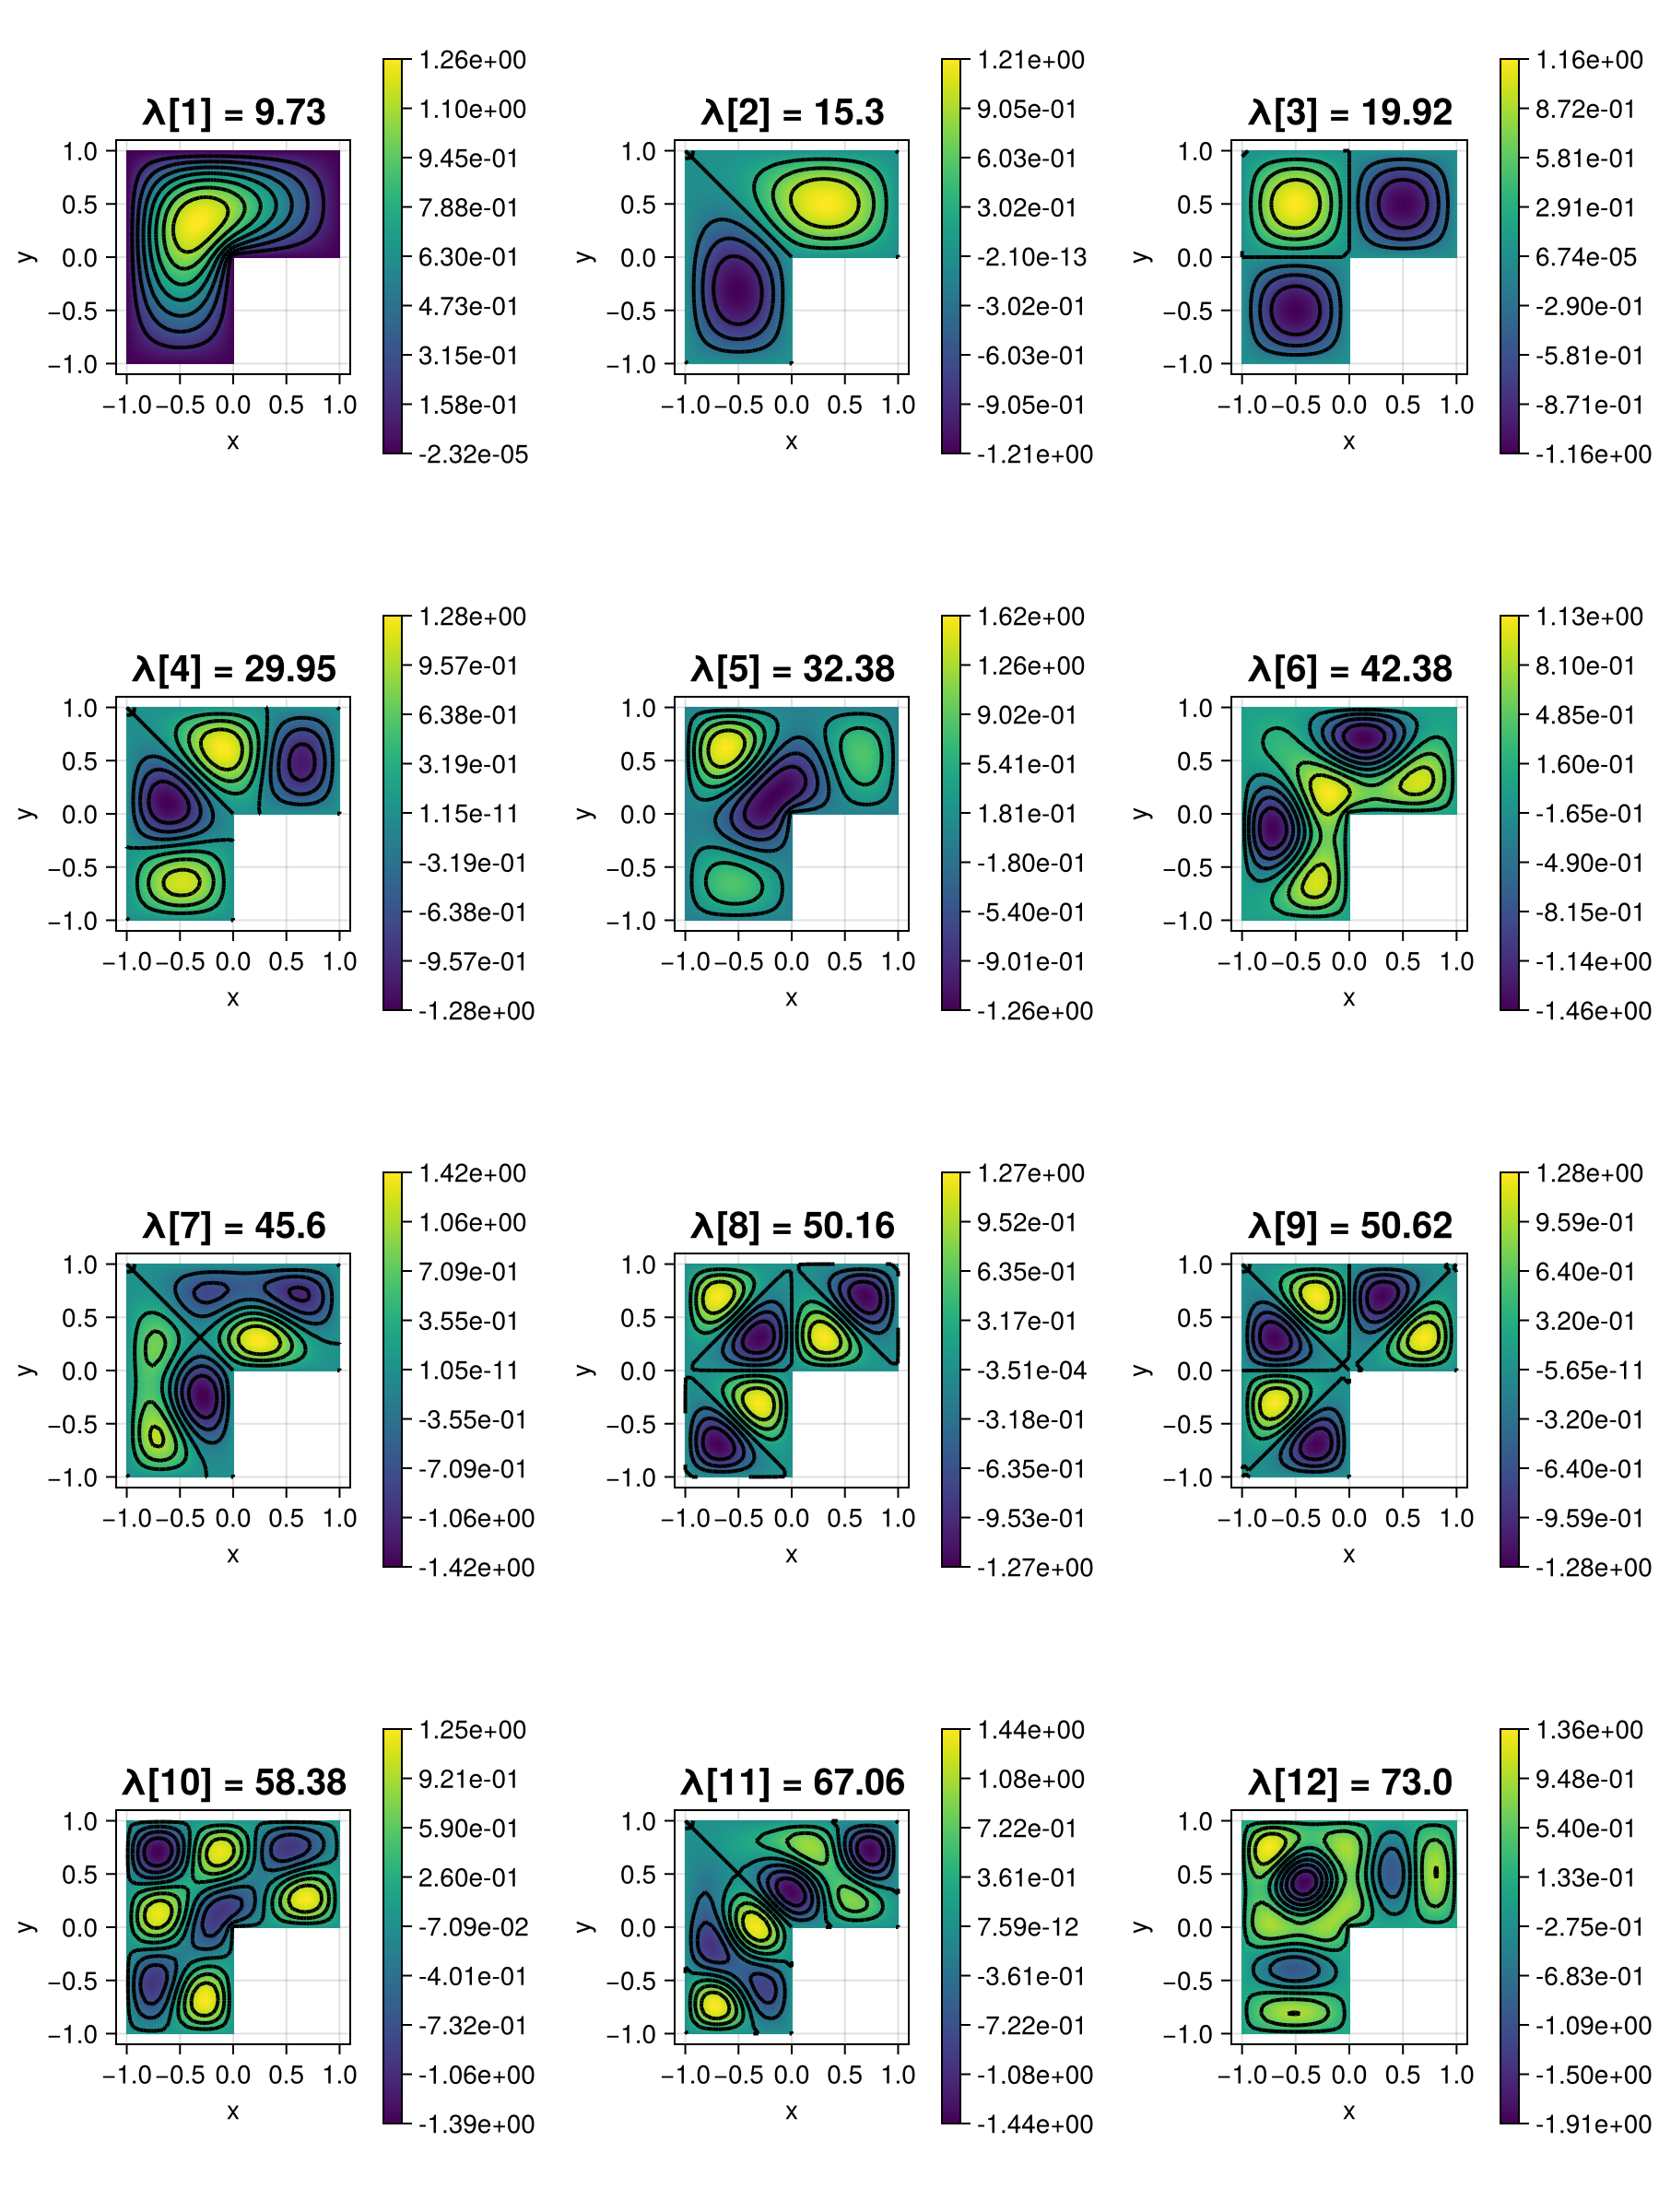 λ[1] = 9.73
1.0
0.5
0.0
−0.5
−1.0
y
−1.0 −0.5 0.0 0.5 1.0
x
1.26e+00
1.10e+00
9.45e-01
7.88e-01
6.30e-01
4.73e-01
3.15e-01
1.58e-01
-2.32e-05
λ[2] = 15.3
1.0
0.5
0.0
−0.5
−1.0
y
−1.0 −0.5 0.0 0.5 1.0
x
1.21e+00
9.05e-01
6.03e-01
3.02e-01
-2.10e-13
-3.02e-01
-6.03e-01
-9.05e-01
-1.21e+00
λ[3] = 19.92
1.0
0.5
0.0
−0.5
−1.0
y
−1.0 −0.5 0.0 0.5 1.0
x
1.16e+00
8.72e-01
5.81e-01
2.91e-01
6.74e-05
-2.90e-01
-5.81e-01
-8.71e-01
-1.16e+00
λ[4] = 29.95
1.0
0.5
0.0
−0.5
−1.0
y
−1.0 −0.5 0.0 0.5 1.0
x
1.28e+00
9.57e-01
6.38e-01
3.19e-01
1.15e-11
-3.19e-01
-6.38e-01
-9.57e-01
-1.28e+00
λ[5] = 32.38
1.0
0.5
0.0
−0.5
−1.0
y
−1.0 −0.5 0.0 0.5 1.0
x
1.62e+00
1.26e+00
9.02e-01
5.41e-01
1.81e-01
-1.80e-01
-5.40e-01
-9.01e-01
-1.26e+00
λ[6] = 42.38
1.0
0.5
0.0
−0.5
−1.0
y
−1.0 −0.5 0.0 0.5 1.0
x
1.13e+00
8.10e-01
4.85e-01
1.60e-01
-1.65e-01
-4.90e-01
-8.15e-01
-1.14e+00
-1.46e+00
λ[7] = 45.6
1.0
0.5
0.0
−0.5
−1.0
y
−1.0 −0.5 0.0 0.5 1.0
x
1.42e+00
1.06e+00
7.09e-01
3.55e-01
1.05e-11
-3.55e-01
-7.09e-01
-1.06e+00
-1.42e+00
λ[8] = 50.16
1.0
0.5
0.0
−0.5
−1.0
y
−1.0 −0.5 0.0 0.5 1.0
x
1.27e+00
9.52e-01
6.35e-01
3.17e-01
-3.51e-04
-3.18e-01
-6.35e-01
-9.53e-01
-1.27e+00
λ[9] = 50.62
1.0
0.5
0.0
−0.5
−1.0
y
−1.0 −0.5 0.0 0.5 1.0
x
1.28e+00
9.59e-01
6.40e-01
3.20e-01
-5.65e-11
-3.20e-01
-6.40e-01
-9.59e-01
-1.28e+00
λ[10] = 58.38
1.0
0.5
0.0
−0.5
−1.0
y
−1.0 −0.5 0.0 0.5 1.0
x
1.25e+00
9.21e-01
5.90e-01
2.60e-01
-7.09e-02
-4.01e-01
-7.32e-01
-1.06e+00
-1.39e+00
λ[11] = 67.06
1.0
0.5
0.0
−0.5
−1.0
y
−1.0 −0.5 0.0 0.5 1.0
x
1.44e+00
1.08e+00
7.22e-01
3.61e-01
7.59e-12
-3.61e-01
-7.22e-01
-1.08e+00
-1.44e+00
λ[12] = 73.0
1.0
0.5
0.0
−0.5
−1.0
y
−1.0 −0.5 0.0 0.5 1.0
x
1.36e+00
9.48e-01
5.40e-01
1.33e-01
-2.75e-01
-6.83e-01
-1.09e+00
-1.50e+00
-1.91e+00